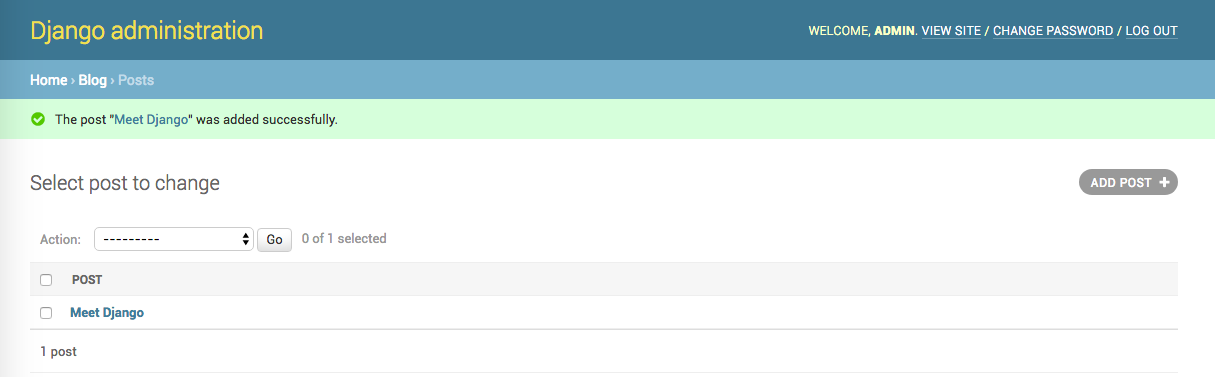 Django administration
WELCOME, ADMIN. VIEW SITE / CHANGE PASSWORD / LOG OUT
Home › Blog › Posts
The post "Meet Django" was added successfully.
Select post to change
ADD POST +
Action: --------- Go 0 of 1 selected
POST
Meet Django
1 post